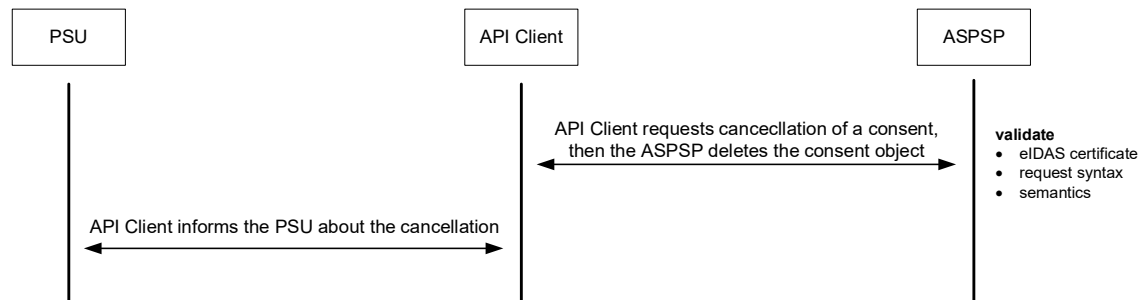 PSU
API Client
ASPSP
API Client requests cancecllation of a consent,
then the ASPSP deletes the consent object
validate
• eIDAS certificate
• request syntax
• semantics
API Client informs the PSU about the cancellation